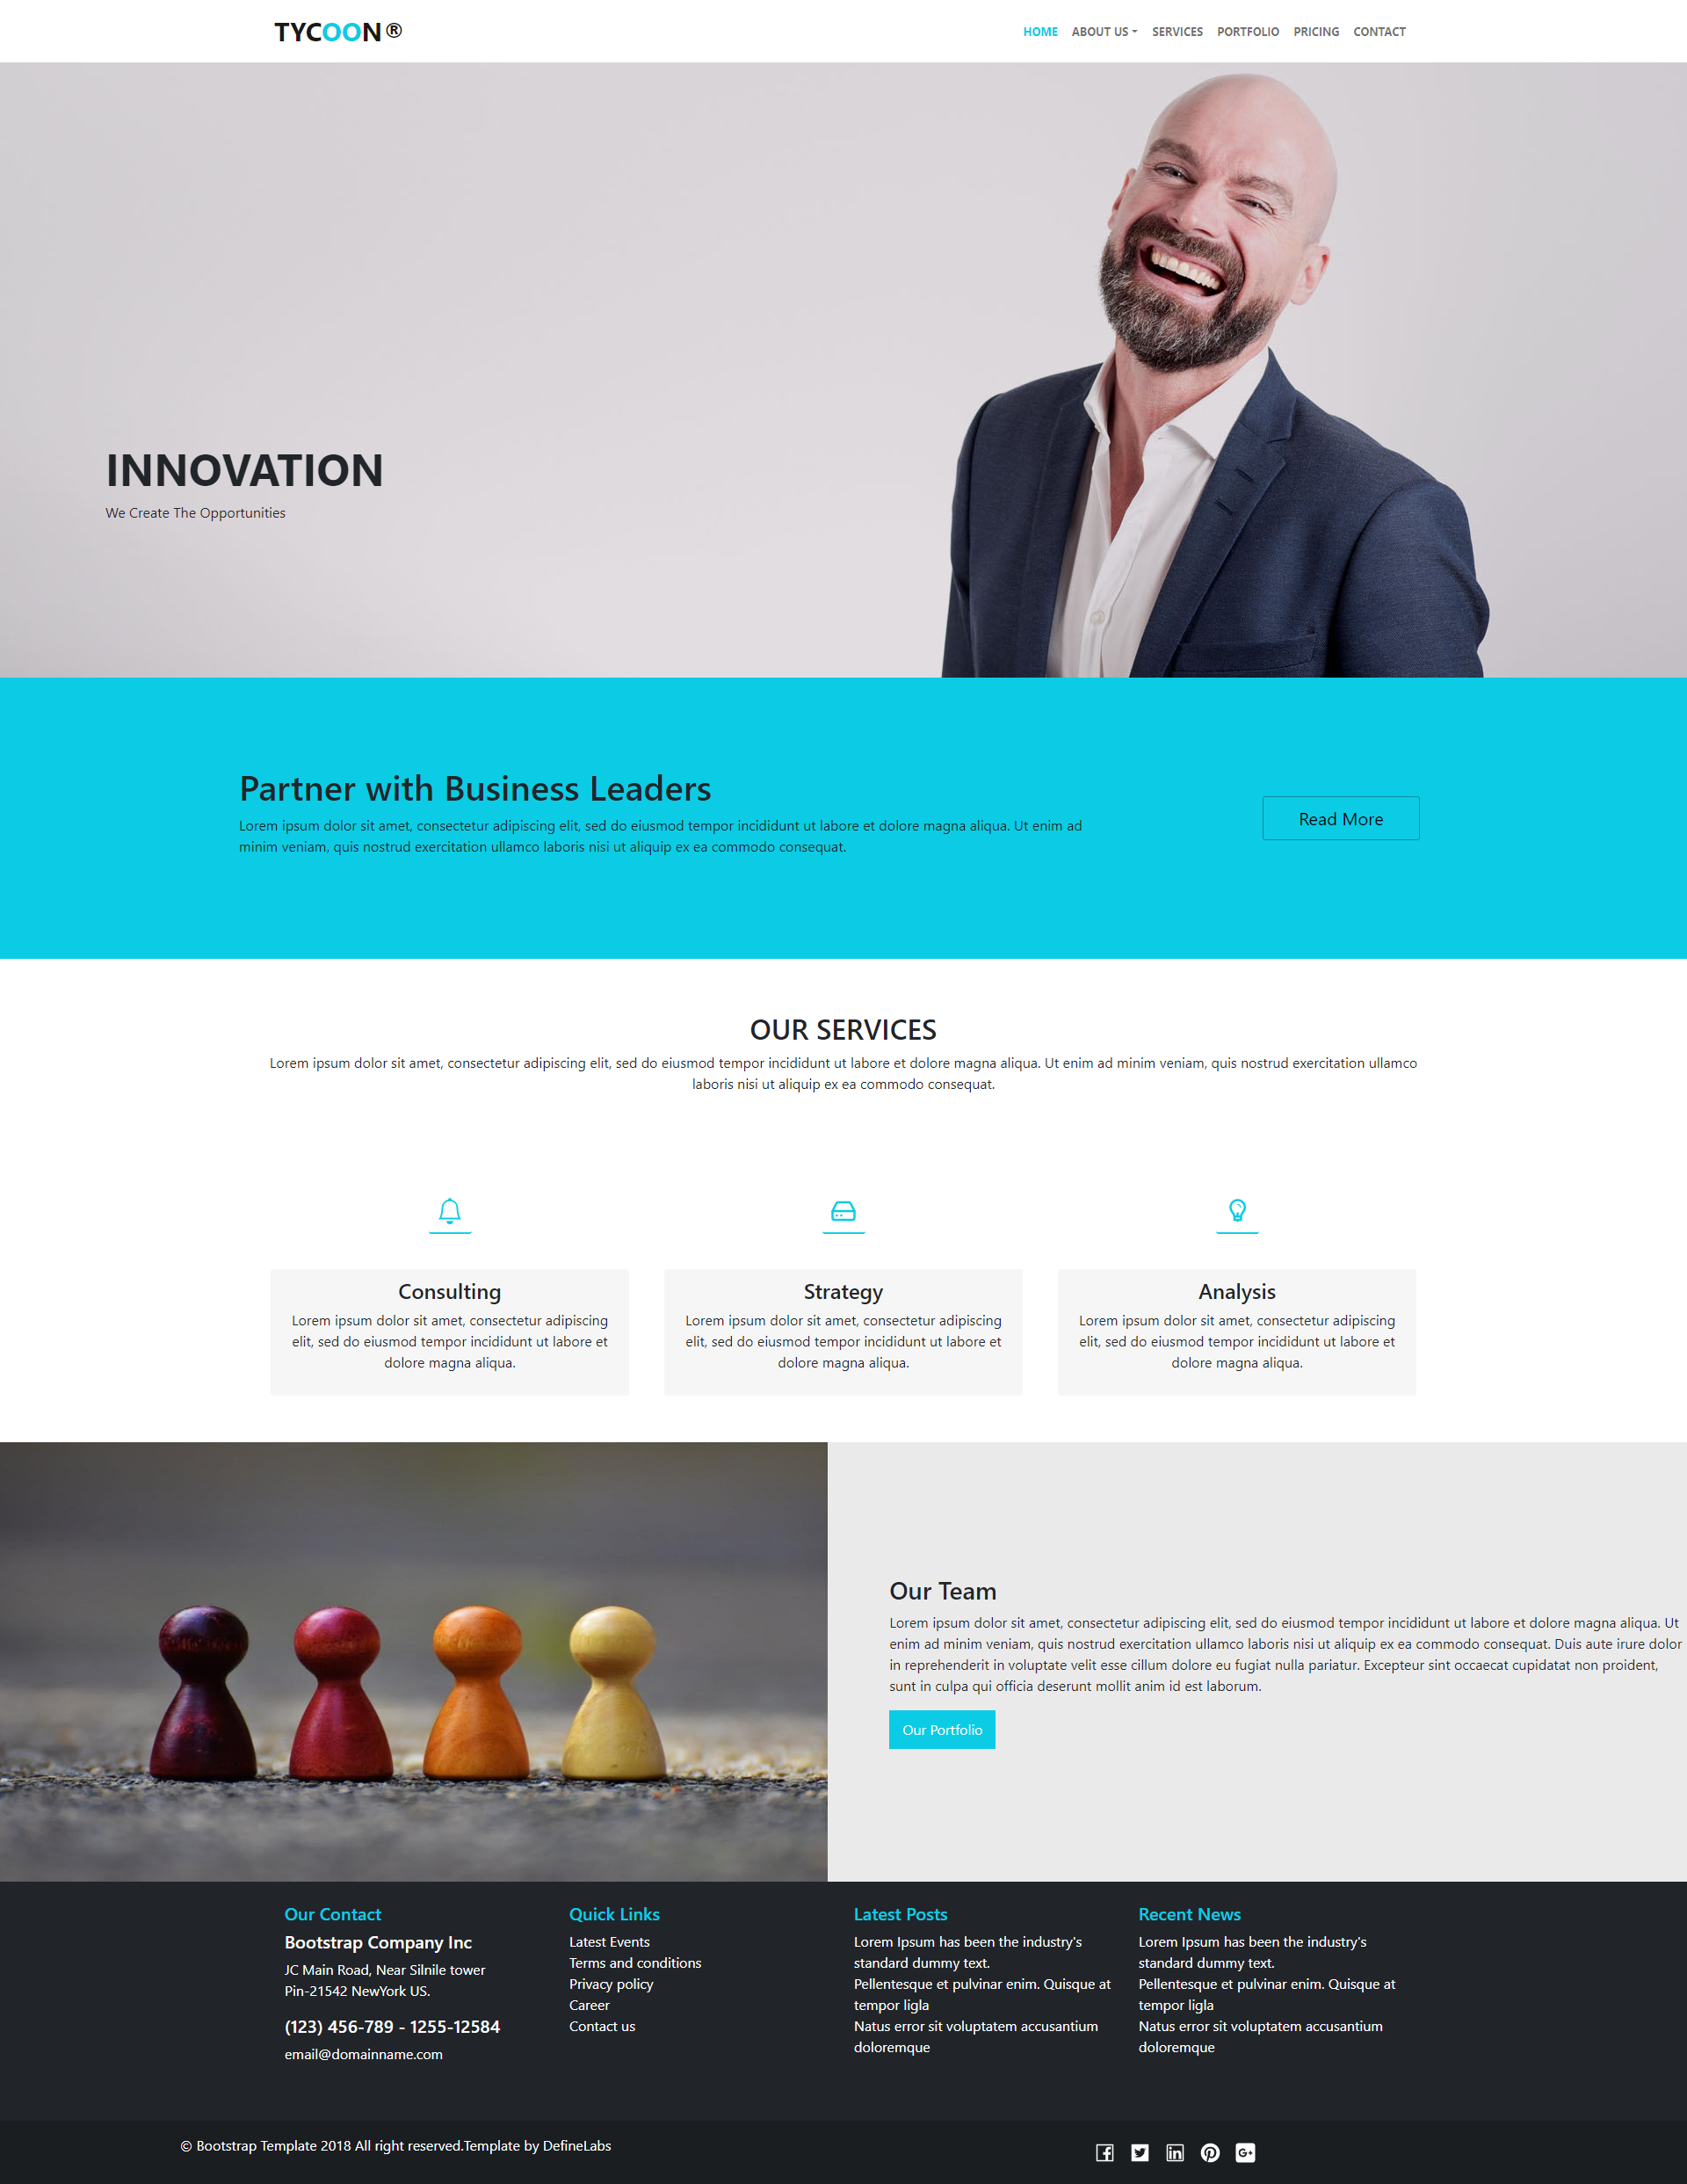 TYCOON ®
HOME ABOUT US SERVICES PORTFOLIO PRICING CONTACT
INNOVATION
We Create The Opportunities
Partner with Business Leaders
Lorem ipsum dolor sit amet, consectetur adipiscing elit, sed do eiusmod tempor incididunt ut labore et dolore magna aliqua. Ut enim ad
minim veniam, quis nostrud exercitation ullamco laboris nisi ut aliquip ex ea commodo consequat.
Read More
OUR SERVICES
Lorem ipsum dolor sit amet, consectetur adipiscing elit, sed do eiusmod tempor incididunt ut labore et dolore magna aliqua. Ut enim ad minim veniam, quis nostrud exercitation ullamco
laboris nisi ut aliquip ex ea commodo consequat.
Consulting
Lorem ipsum dolor sit amet, consectetur adipiscing
elit, sed do eiusmod tempor incididunt ut labore et
dolore magna aliqua.
Strategy
Lorem ipsum dolor sit amet, consectetur adipiscing
elit, sed do eiusmod tempor incididunt ut labore et
dolore magna aliqua.
Analysis
Lorem ipsum dolor sit amet, consectetur adipiscing
elit, sed do eiusmod tempor incididunt ut labore et
dolore magna aliqua.
Our Team
Lorem ipsum dolor sit amet, consectetur adipiscing elit, sed do eiusmod tempor incididunt ut labore et dolore magna aliqua. Ut
enim ad minim veniam, quis nostrud exercitation ullamco laboris nisi ut aliquip ex ea commodo consequat. Duis aute irure dolor
in reprehenderit in voluptate velit esse cillum dolore eu fugiat nulla pariatur. Excepteur sint occaecat cupidatat non proident,
sunt in culpa qui officia deserunt mollit anim id est laborum.
Our Portfolio
Our Contact
Bootstrap Company Inc
JC Main Road, Near Silnile tower
Pin-21542 NewYork US.
(123) 456-789 - 1255-12584
email@domainname.com
Quick Links
Latest Events
Terms and conditions
Privacy policy
Career
Contact us
Latest Posts
Lorem Ipsum has been the industry's
standard dummy text.
Pellentesque et pulvinar enim. Quisque at
tempor ligla
Natus error sit voluptatem accusantium
doloremque
Recent News
Lorem Ipsum has been the industry's
standard dummy text.
Pellentesque et pulvinar enim. Quisque at
tempor ligla
Natus error sit voluptatem accusantium
doloremque
© Bootstrap Template 2018 All right reserved.Template by DefineLabs